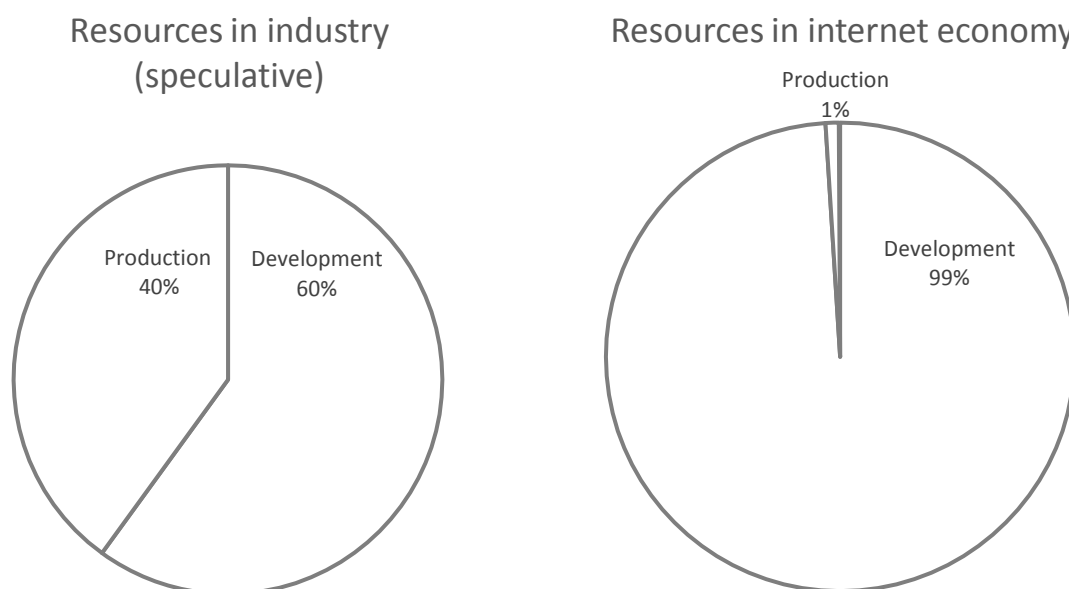 Resources in industry
(speculative)
Production
40%
Development
60%
Resources in internet economy
Production
1%
Development
99%